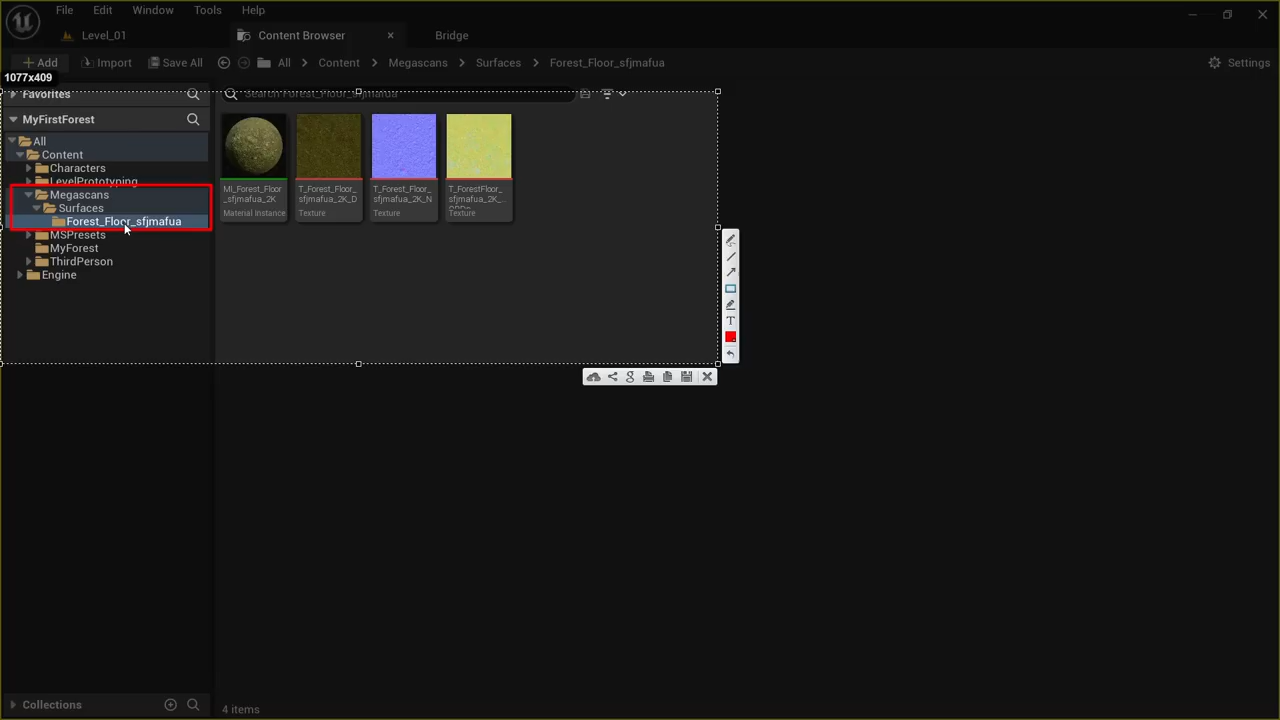 File Edit Window Tools Help
Level_01 Content Browser Bridge
Add Import Save All All Content Megascans Surfaces Forest_Floor_sfjmafua Settings
1077x409
Favorites Search Forest_Floor_sfjmafua
MyFirstForest
All
Content
Characters
LevelPrototyping
Megascans
Surfaces
Forest_Floor_sfjmafua
MSPresets
MyForest
ThirdPerson
Engine
MI_Forest_Floor
_sfjmafua_2K
Material Instance
T_Forest_Floor_
sfjmafua_2K_D
Texture
T_Forest_Floor_
sfjmafua_2K_N
Texture
T_ForestFloor_
sfjmafua_2K_...
Texture
T
Collections
4 items